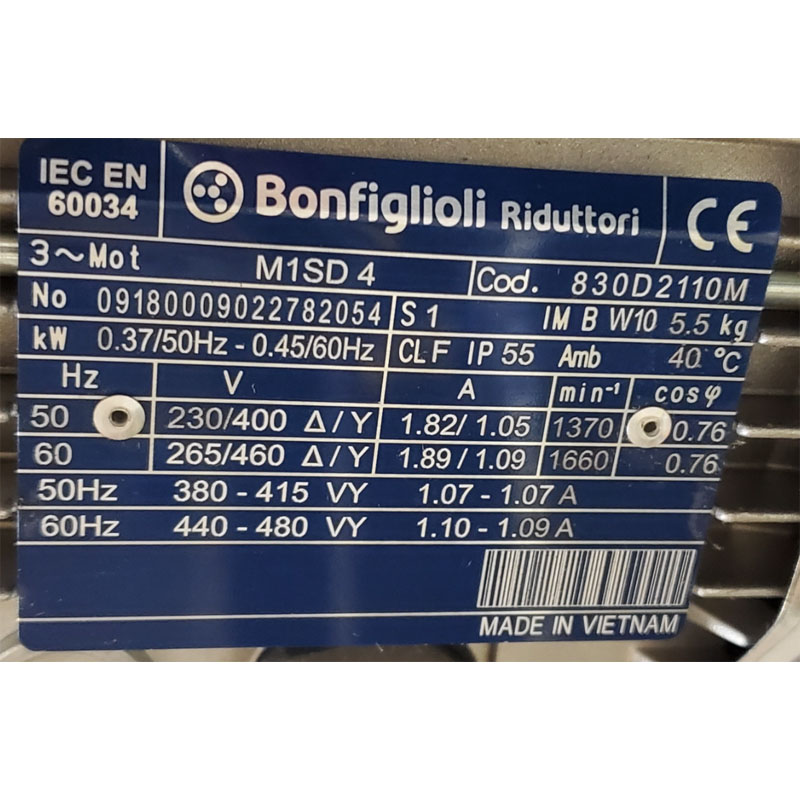 IEC EN
60034
Bonfiglioli Riduttori
CE
3~Mot M1SD 4 Cod. 830D2110M
No 09180009022782054 S1 IM B W10 5.5 kg
kW 0.37/50Hz - 0.45/60Hz CL F IP 55 Amb 40 °C
Hz V A min-¹ cosφ
50 230/400 Δ/Y 1.82/1.05 1370 0.76
60 265/460 Δ/Y 1.89/1.09 1660 0.76
50Hz 380 - 415 VY 1.07 - 1.07 A
60Hz 440 - 480 VY 1.10 - 1.09 A
MADE IN VIETNAM